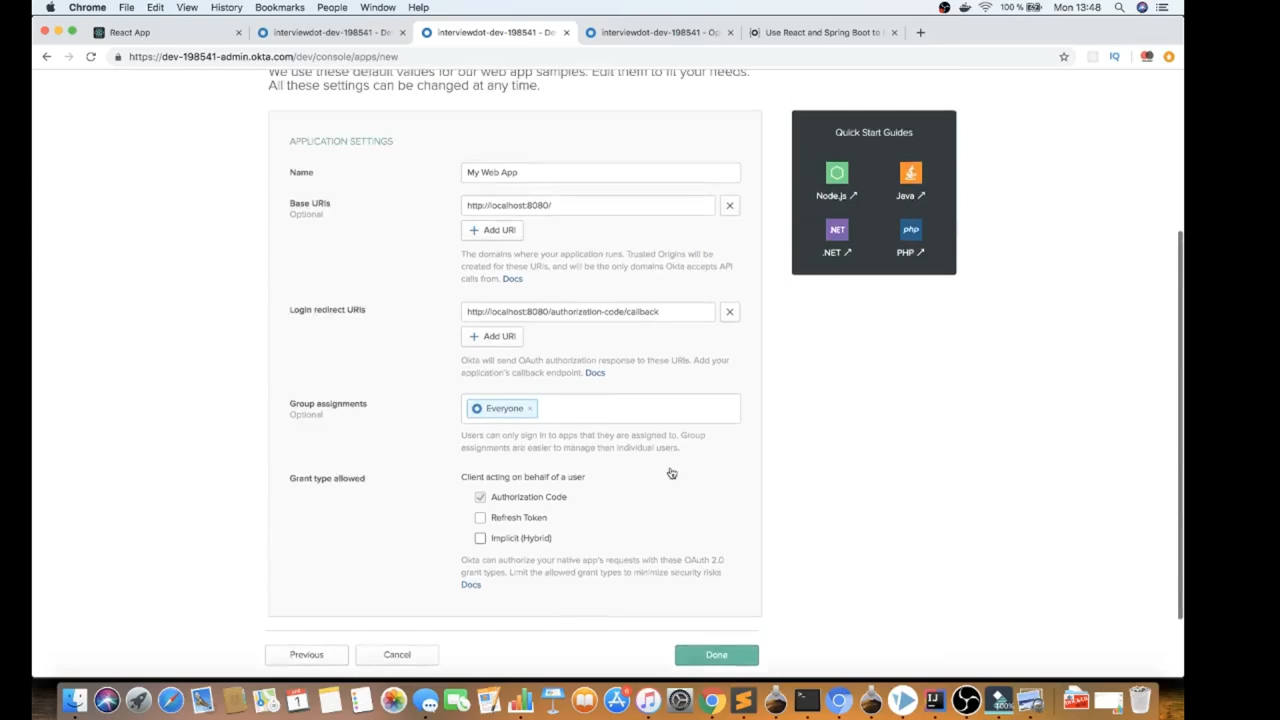 Chrome File Edit View History Bookmarks People Window Help 100 % Mon 13:48
React App × interviewdot-dev-198541 - De × interviewdot-dev-198541 - De × interviewdot-dev-198541 - Op × Use React and Spring Boot to ×
https://dev-198541-admin.okta.com/dev/console/apps/new IQ
We use these default values for our web app samples. Edit them to fit your needs.
All these settings can be changed at any time.
APPLICATION SETTINGS
Name My Web App
Base URIs http://localhost:8080/
Optional
+ Add URI
The domains where your application runs. Trusted Origins will be
created for these URIs, and will be the only domains Okta accepts API
calls from. Docs
Login redirect URIs http://localhost:8080/authorization-code/callback
+ Add URI
Okta will send OAuth authorization response to these URIs. Add your
application's callback endpoint. Docs
Group assignments Everyone ×
Optional
Users can only sign in to apps that they are assigned to. Group
assignments are easier to manage then individual users.
Grant type allowed Client acting on behalf of a user
Authorization Code
Refresh Token
Implicit (Hybrid)
Okta can authorize your native app's requests with these OAuth 2.0
grant types. Limit the allowed grant types to minimize security risks
Docs
Previous Cancel Done
Quick Start Guides
Node.js Java
.NET php
.NET PHP